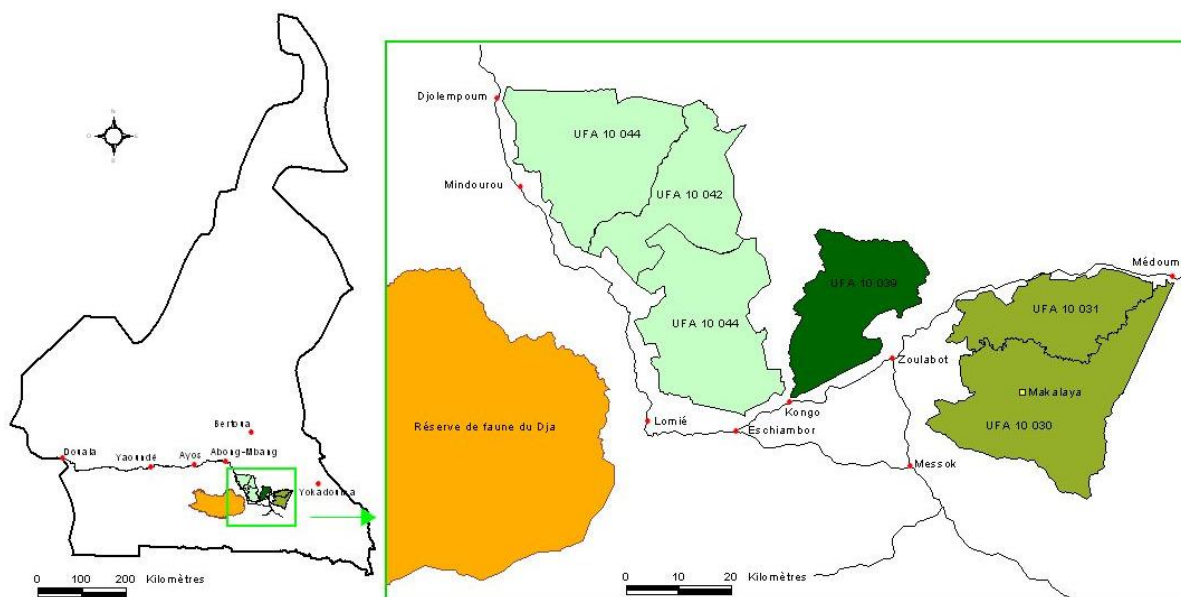 Djolempoum
UFA 10 044
Mindourou
UFA 10 042
Médoum
UFA 10 039
UFA 10 031
UFA 10 044
Zoulabot
Makalaya
Kongo
Lomié
Réserve de faune du Dja
Eschiambor
UFA 10 030
Messok
0 10 20 Kilomètres
Bertoua
Douala
Yaoundé
Ayos
Abong-Mbang
Yokadouma
0 100 200 Kilomètres